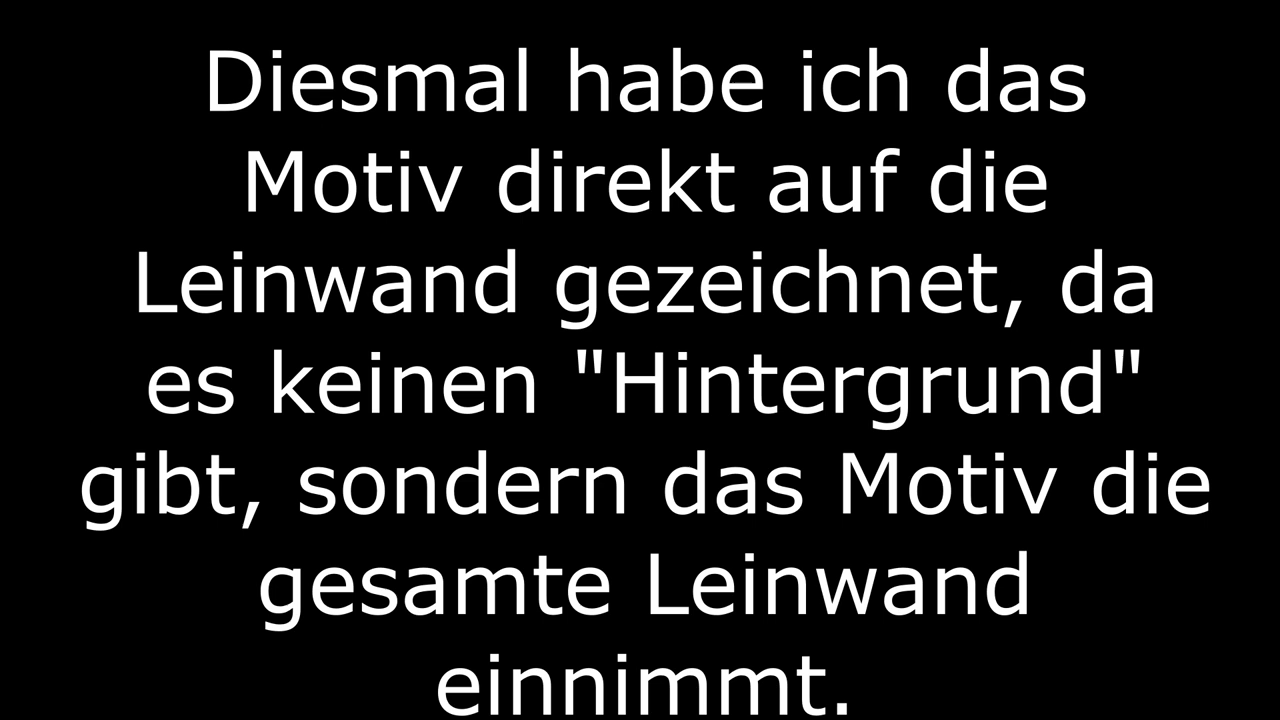 Diesmal habe ich das
Motiv direkt auf die
Leinwand gezeichnet, da
es keinen "Hintergrund"
gibt, sondern das Motiv die
gesamte Leinwand
einnimmt.